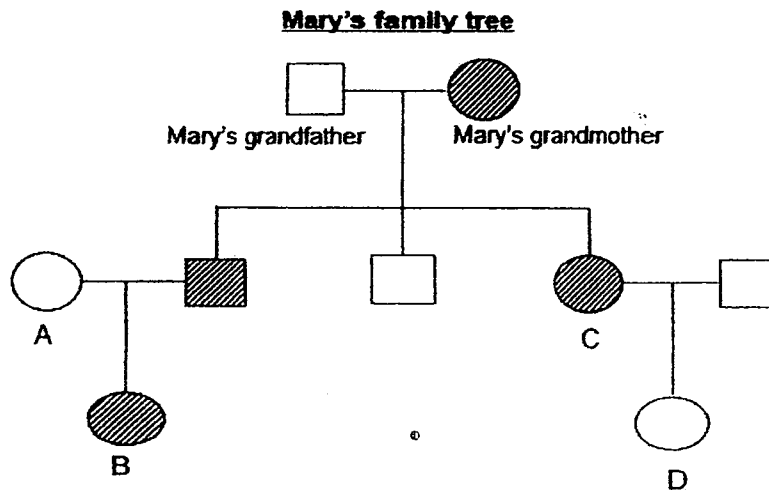 Mary's family tree
Mary's grandfather
Mary's grandmother
A
C
B
D